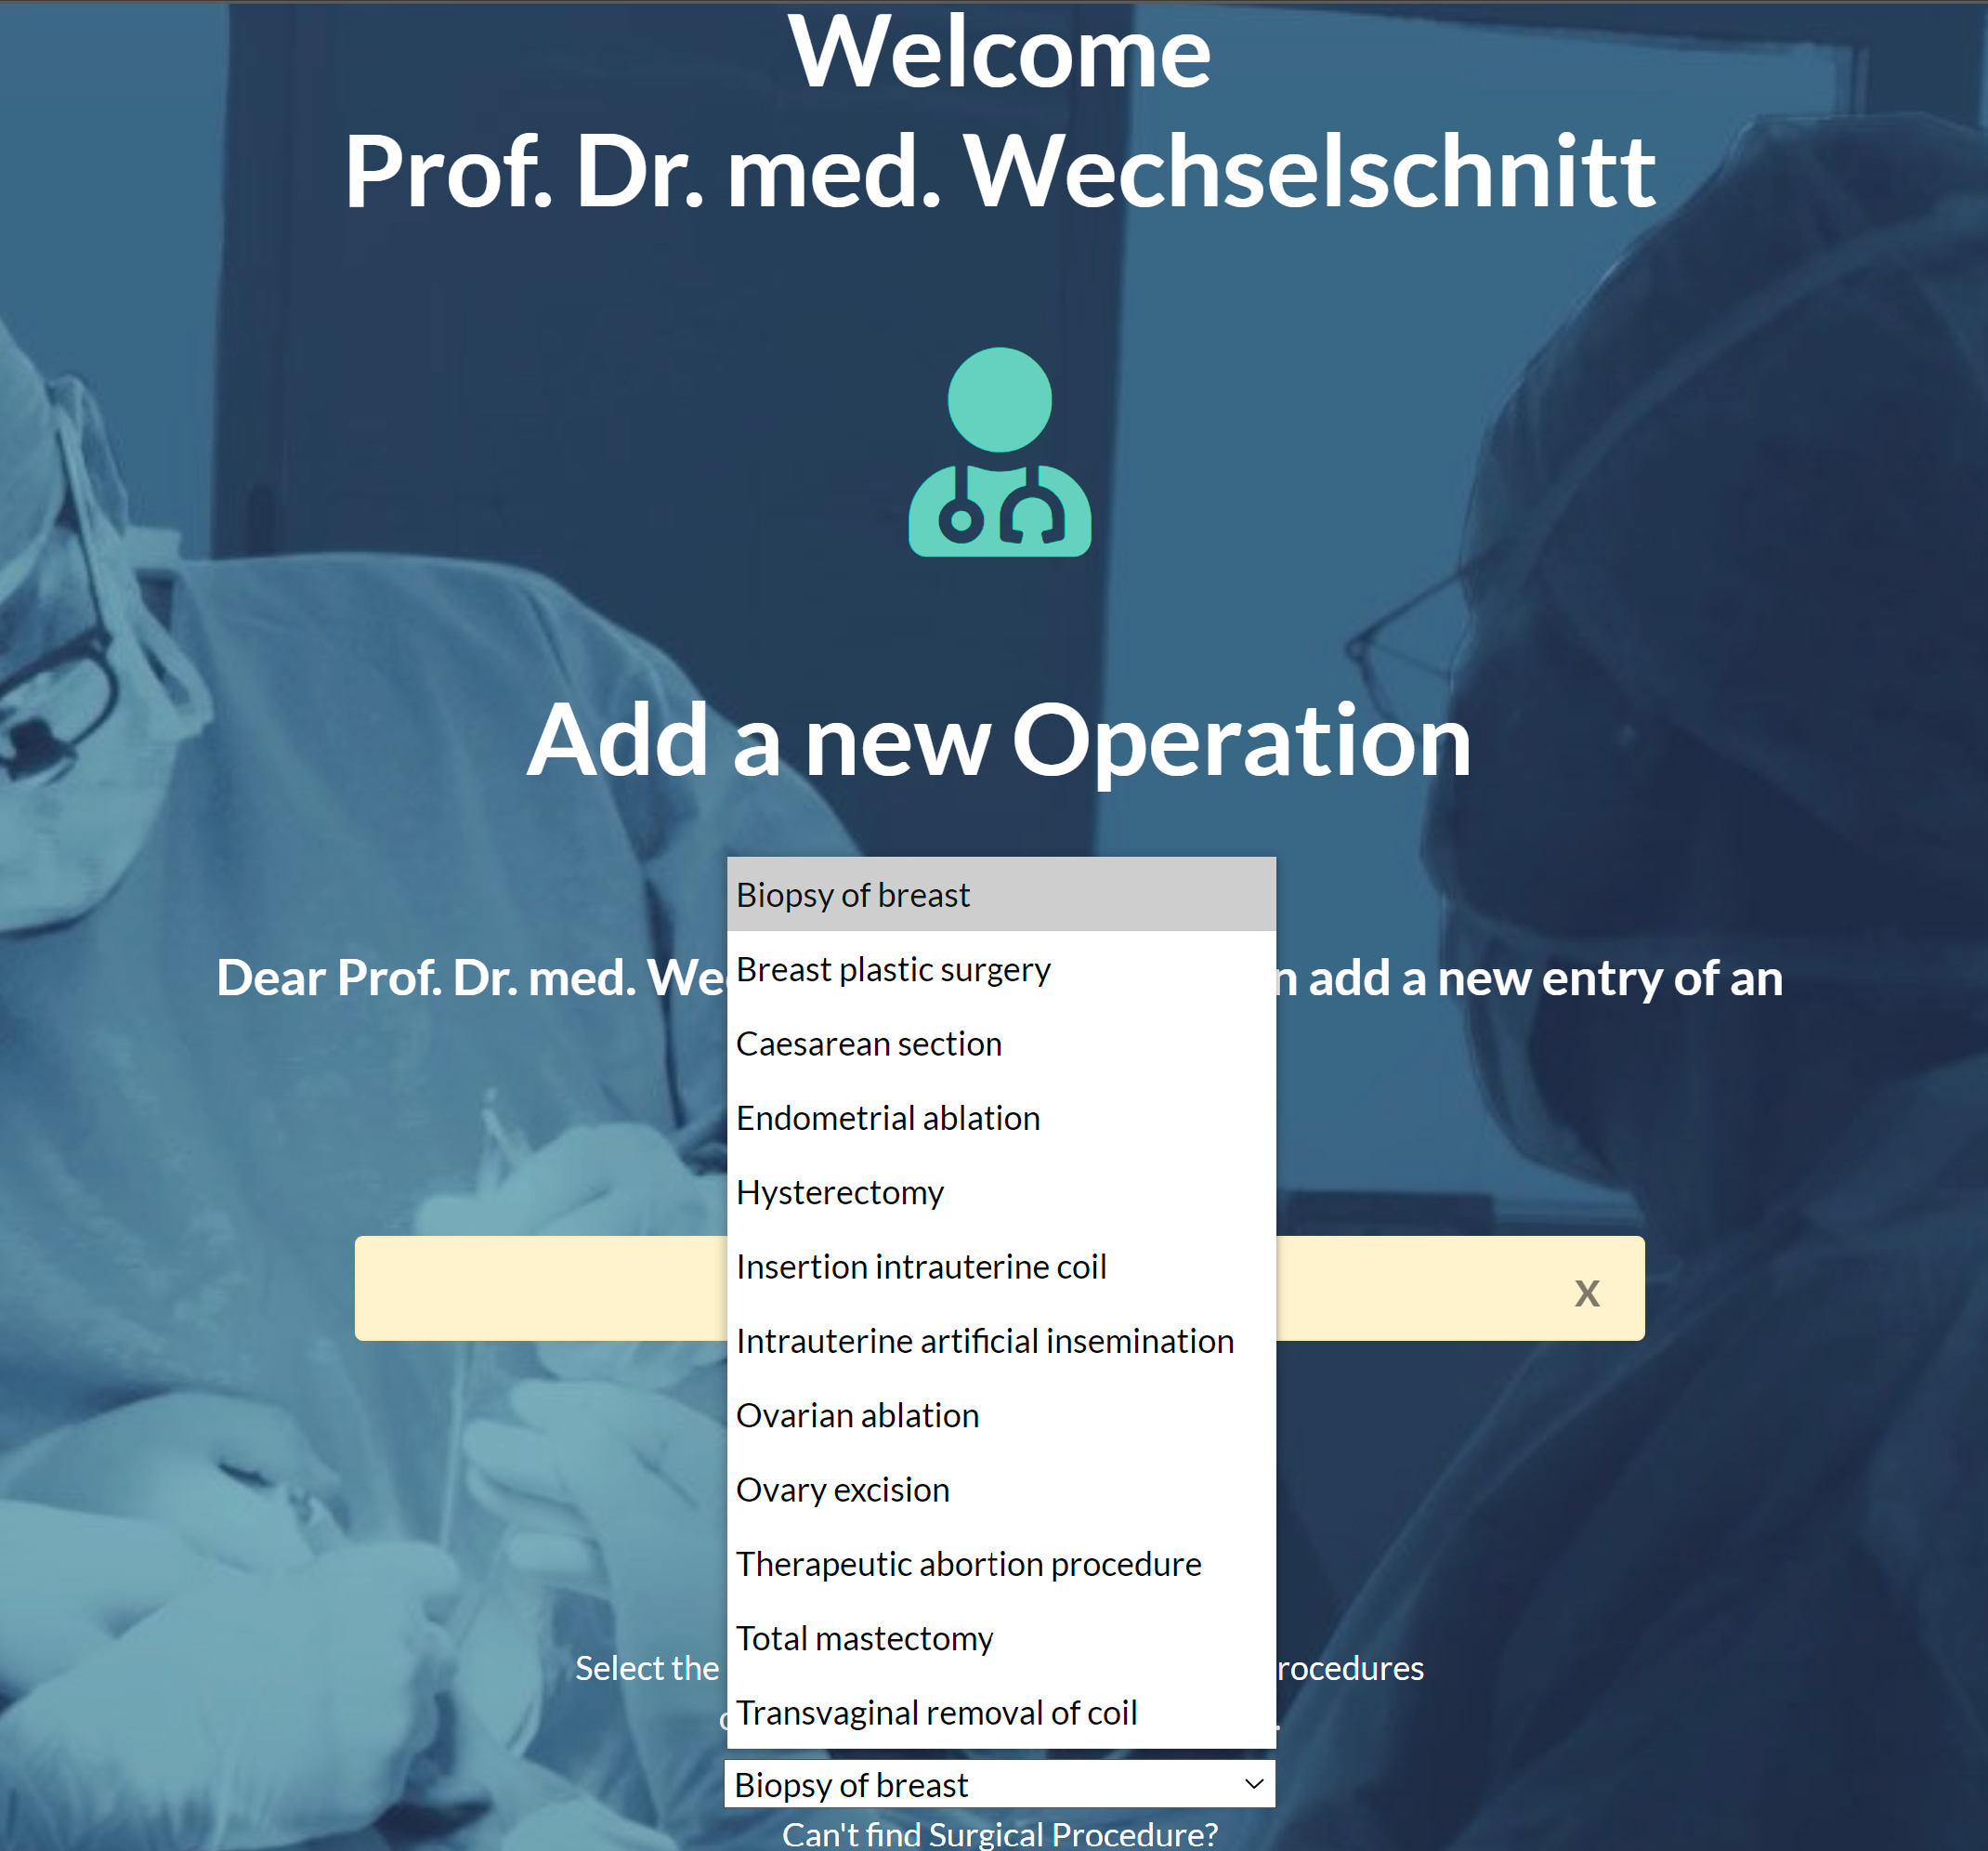 Welcome
Prof. Dr. med. Wechselschnitt
Add a new Operation
Dear Prof. Dr. med. n add a new entry of an
Biopsy of breast
Breast plastic surgery
Caesarean section
Endometrial ablation
Hysterectomy
Insertion intrauterine coil
Intrauterine artificial insemination
Ovarian ablation
Ovary excision
Therapeutic abortion procedure
Total mastectomy
Transvaginal removal of coil
X
Select the rocedures
Biopsy of breast
Can't find Surgical Procedure?